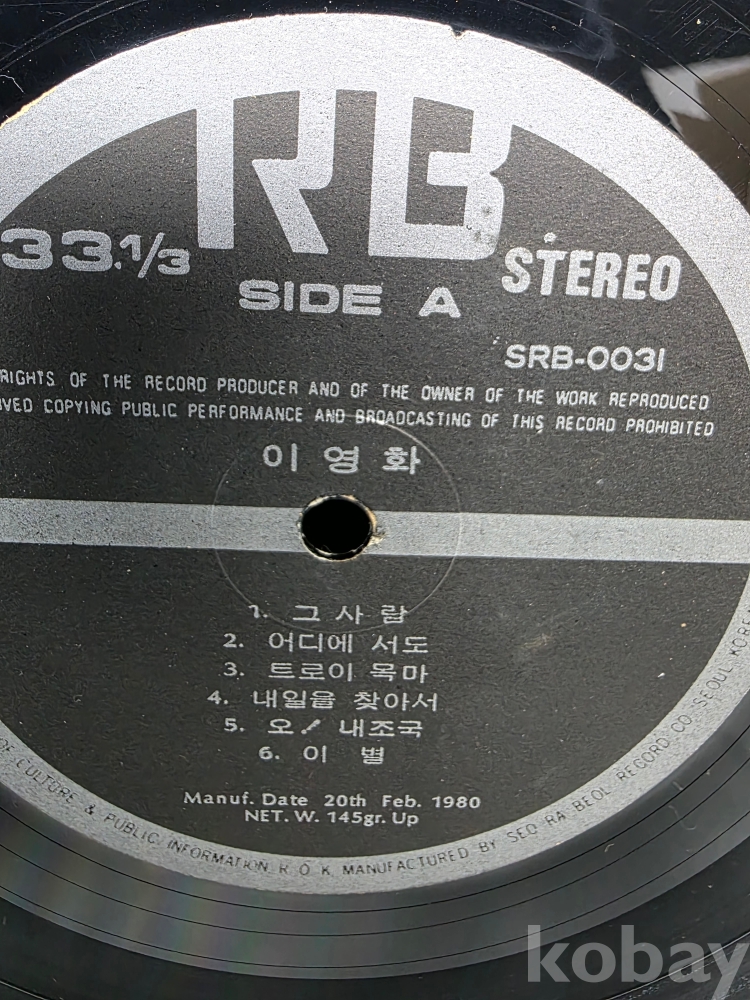 RB
33.1/3
SIDE A
STEREO
SRB-0031
RIGHTS OF THE RECORD PRODUCER AND OF THE OWNER OF THE WORK REPRODUCED
COPYING PUBLIC PERFORMANCE AND BROADCASTING OF THIS RECORD PROHIBITED
이영화
1. 그사람
2. 어디에 서도
3. 트로이 목마
4. 내일을 찾아서
5. 오! 내조국
6. 이 별
Manuf. Date 20th Feb. 1980
NET. W. 145gr. Up
OF CULTURE & PUBLIC INFORMATION R. O. K. MANUFACTURED BY SEO RA BEOL RECORD CO. SEOUL KOREA
kobay